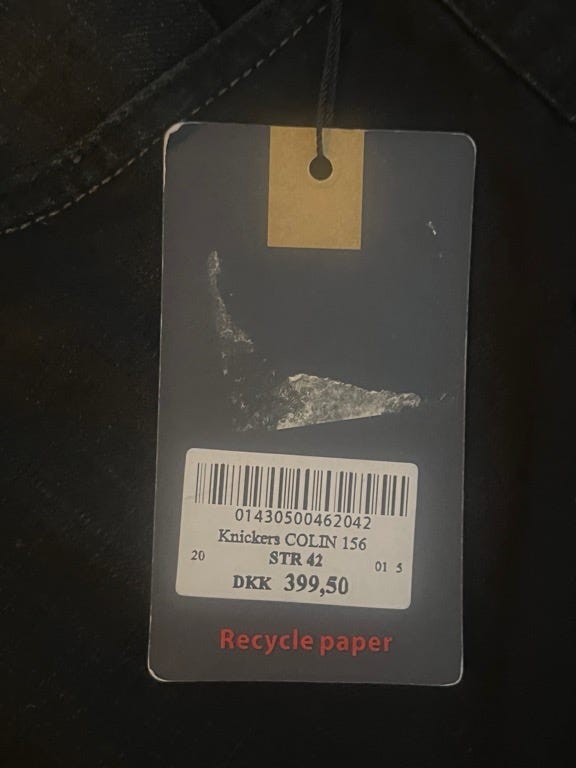 01430500462042
Knickers COLIN 156
20 STR 42 01 5
DKK 399,50
Recycle paper